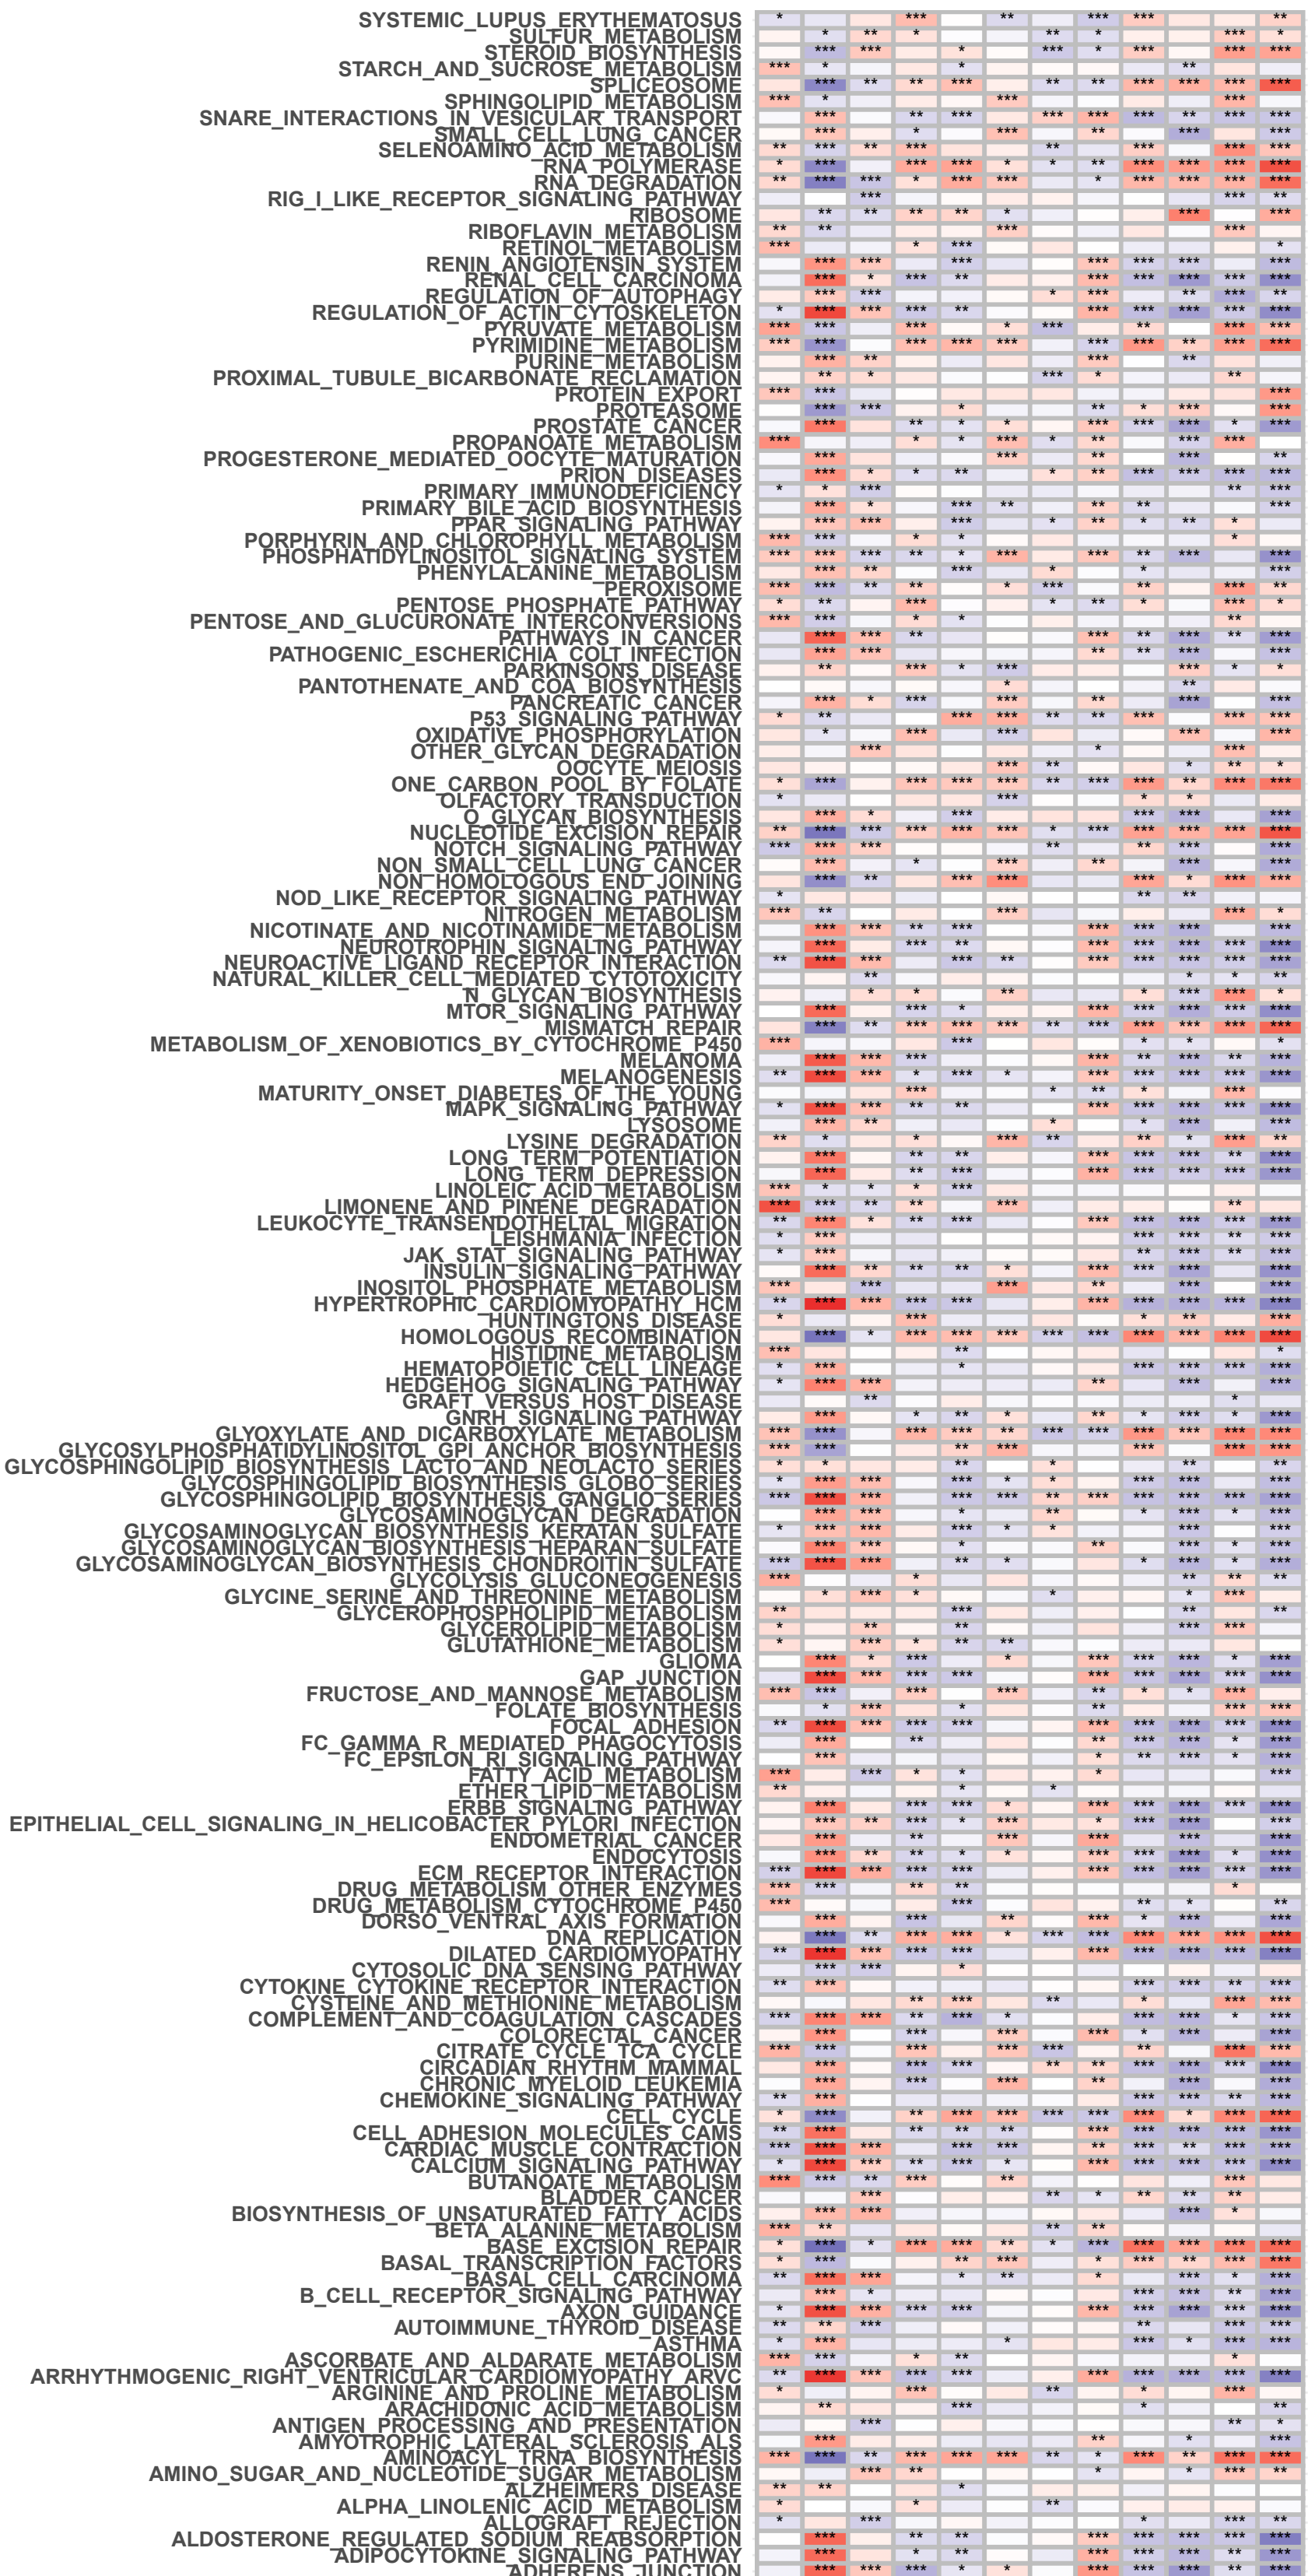 SYSTEMIC_LUPUS_ERYTHEMATOSUS
SULFUR_METABOLISM
STEROID_BIOSYNTHESIS
STARCH_AND_SUCROSE_METABOLISM
SPLICEOSOME
SPHINGOLIPID_METABOLISM
SNARE_INTERACTIONS_IN_VESICULAR_TRANSPORT
SMALL_CELL_LUNG_CANCER
SELENOAMINO_ACID_METABOLISM
RNA_POLYMERASE
RNA_DEGRADATION
RIG_I_LIKE_RECEPTOR_SIGNALING_PATHWAY
RIBOSOME
RIBOFLAVIN_METABOLISM
RETINOL_METABOLISM
RENIN_ANGIOTENSIN_SYSTEM
RENAL_CELL_CARCINOMA
REGULATION_OF_AUTOPHAGY
REGULATION_OF_ACTIN_CYTOSKELETON
PYRUVATE_METABOLISM
PYRIMIDINE_METABOLISM
PURINE_METABOLISM
PROXIMAL_TUBULE_BICARBONATE_RECLAMATION
PROTEIN_EXPORT
PROTEASOME
PROSTATE_CANCER
PROPANOATE_METABOLISM
PROGESTERONE_MEDIATED_OOCYTE_MATURATION
PRION_DISEASES
PRIMARY_IMMUNODEFICIENCY
PRIMARY_BILE_ACID_BIOSYNTHESIS
PPAR_SIGNALING_PATHWAY
PORPHYRIN_AND_CHLOROPHYLL_METABOLISM
PHOSPHATIDYLINOSITOL_SIGNALING_SYSTEM
PHENYLALANINE_METABOLISM
PEROXISOME
PENTOSE_PHOSPHATE_PATHWAY
PENTOSE_AND_GLUCURONATE_INTERCONVERSIONS
PATHWAYS_IN_CANCER
PATHOGENIC_ESCHERICHIA_COLI_INFECTION
PARKINSONS_DISEASE
PANTOTHENATE_AND_COA_BIOSYNTHESIS
PANCREATIC_CANCER
P53_SIGNALING_PATHWAY
OXIDATIVE_PHOSPHORYLATION
OTHER_GLYCAN_DEGRADATION
OOCYTE_MEIOSIS
ONE_CARBON_POOL_BY_FOLATE
OLFACTORY_TRANSDUCTION
O_GLYCAN_BIOSYNTHESIS
NUCLEOTIDE_EXCISION_REPAIR
NOTCH_SIGNALING_PATHWAY
NON_SMALL_CELL_LUNG_CANCER
NON_HOMOLOGOUS_END_JOINING
NOD_LIKE_RECEPTOR_SIGNALING_PATHWAY
NITROGEN_METABOLISM
NICOTINATE_AND_NICOTINAMIDE_METABOLISM
NEUROTROPHIN_SIGNALING_PATHWAY
NEUROACTIVE_LIGAND_RECEPTOR_INTERACTION
NATURAL_KILLER_CELL_MEDIATED_CYTOTOXICITY
N_GLYCAN_BIOSYNTHESIS
MTOR_SIGNALING_PATHWAY
MISMATCH_REPAIR
METABOLISM_OF_XENOBIOTICS_BY_CYTOCHROME_P450
MELANOMA
MELANOGENESIS
MATURITY_ONSET_DIABETES_OF_THE_YOUNG
MAPK_SIGNALING_PATHWAY
LYSOSOME
LYSINE_DEGRADATION
LONG_TERM_POTENTIATION
LONG_TERM_DEPRESSION
LINOLEIC_ACID_METABOLISM
LIMONENE_AND_PINENE_DEGRADATION
LEUKOCYTE_TRANSENDOTHELIAL_MIGRATION
LEISHMANIA_INFECTION
JAK_STAT_SIGNALING_PATHWAY
INSULIN_SIGNALING_PATHWAY
INOSITOL_PHOSPHATE_METABOLISM
HYPERTROPHIC_CARDIOMYOPATHY_HCM
HUNTINGTONS_DISEASE
HOMOLOGOUS_RECOMBINATION
HISTIDINE_METABOLISM
HEMATOPOIETIC_CELL_LINEAGE
HEDGEHOG_SIGNALING_PATHWAY
GRAFT_VERSUS_HOST_DISEASE
GNRH_SIGNALING_PATHWAY
GLYOXYLATE_AND_DICARBOXYLATE_METABOLISM
GLYCOSYLPHOSPHATIDYLINOSITOL_GPI_ANCHOR_BIOSYNTHESIS
GLYCOSPHINGOLIPID_BIOSYNTHESIS_LACTO_AND_NEOLACTO_SERIES
GLYCOSPHINGOLIPID_BIOSYNTHESIS_GLOBO_SERIES
GLYCOSPHINGOLIPID_BIOSYNTHESIS_GANGLIO_SERIES
GLYCOSAMINOGLYCAN_DEGRADATION
GLYCOSAMINOGLYCAN_BIOSYNTHESIS_KERATAN_SULFATE
GLYCOSAMINOGLYCAN_BIOSYNTHESIS_HEPARAN_SULFATE
GLYCOSAMINOGLYCAN_BIOSYNTHESIS_CHONDROITIN_SULFATE
GLYCOLYSIS_GLUCONEOGENESIS
GLYCINE_SERINE_AND_THREONINE_METABOLISM
GLYCEROPHOSPHOLIPID_METABOLISM
GLYCEROLIPID_METABOLISM
GLUTATHIONE_METABOLISM
GLIOMA
GAP_JUNCTION
FRUCTOSE_AND_MANNOSE_METABOLISM
FOLATE_BIOSYNTHESIS
FOCAL_ADHESION
FC_GAMMA_R_MEDIATED_PHAGOCYTOSIS
FC_EPSILON_RI_SIGNALING_PATHWAY
FATTY_ACID_METABOLISM
ETHER_LIPID_METABOLISM
ERBB_SIGNALING_PATHWAY
EPITHELIAL_CELL_SIGNALING_IN_HELICOBACTER_PYLORI_INFECTION
ENDOMETRIAL_CANCER
ENDOCYTOSIS
ECM_RECEPTOR_INTERACTION
DRUG_METABOLISM_OTHER_ENZYMES
DRUG_METABOLISM_CYTOCHROME_P450
DORSO_VENTRAL_AXIS_FORMATION
DNA_REPLICATION
DILATED_CARDIOMYOPATHY
CYTOSOLIC_DNA_SENSING_PATHWAY
CYTOKINE_CYTOKINE_RECEPTOR_INTERACTION
CYSTEINE_AND_METHIONINE_METABOLISM
COMPLEMENT_AND_COAGULATION_CASCADES
COLORECTAL_CANCER
CITRATE_CYCLE_TCA_CYCLE
CIRCADIAN_RHYTHM_MAMMAL
CHRONIC_MYELOID_LEUKEMIA
CHEMOKINE_SIGNALING_PATHWAY
CELL_CYCLE
CELL_ADHESION_MOLECULES_CAMS
CARDIAC_MUSCLE_CONTRACTION
CALCIUM_SIGNALING_PATHWAY
BUTANOATE_METABOLISM
BLADDER_CANCER
BIOSYNTHESIS_OF_UNSATURATED_FATTY_ACIDS
BETA_ALANINE_METABOLISM
BASE_EXCISION_REPAIR
BASAL_TRANSCRIPTION_FACTORS
BASAL_CELL_CARCINOMA
B_CELL_RECEPTOR_SIGNALING_PATHWAY
AXON_GUIDANCE
AUTOIMMUNE_THYROID_DISEASE
ASTHMA
ASCORBATE_AND_ALDARATE_METABOLISM
ARRHYTHMOGENIC_RIGHT_VENTRICULAR_CARDIOMYOPATHY_ARVC
ARGININE_AND_PROLINE_METABOLISM
ARACHIDONIC_ACID_METABOLISM
ANTIGEN_PROCESSING_AND_PRESENTATION
AMYOTROPHIC_LATERAL_SCLEROSIS_ALS
AMINOACYL_TRNA_BIOSYNTHESIS
AMINO_SUGAR_AND_NUCLEOTIDE_SUGAR_METABOLISM
ALZHEIMERS_DISEASE
ALPHA_LINOLENIC_ACID_METABOLISM
ALLOGRAFT_REJECTION
ALDOSTERONE_REGULATED_SODIUM_REABSORPTION
ADIPOCYTOKINE_SIGNALING_PATHWAY
ADHERENS_JUNCTION